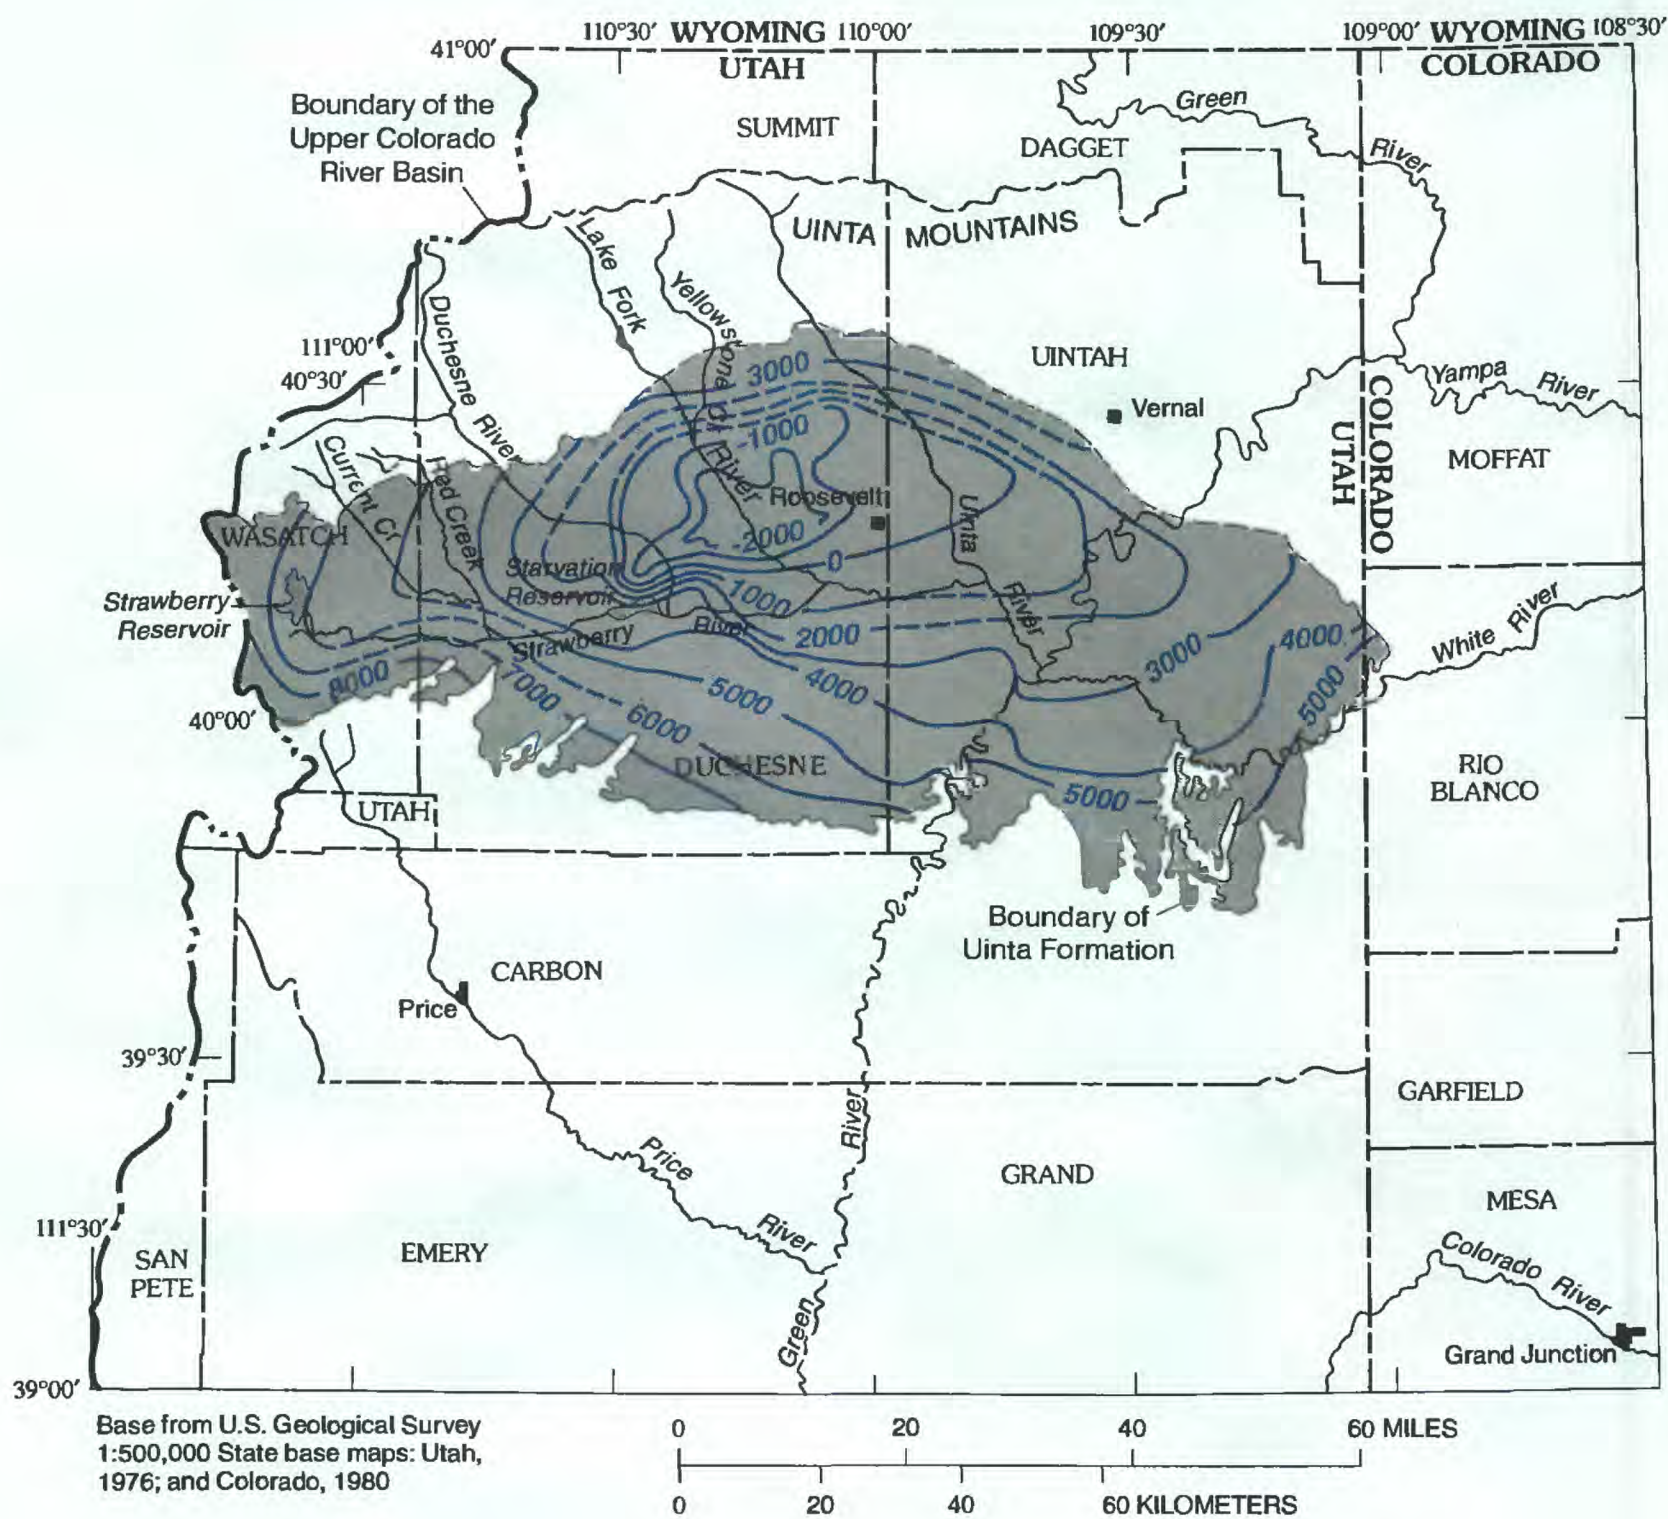 110°30′ WYOMING 110°00′ 109°30′ 109°00′ WYOMING 108°30′
41°00′
UTAH
COLORADO
Boundary of the
Upper Colorado
River Basin
SUMMIT
DAGGET
Green
River
UINTA MOUNTAINS
Lake
Fork
Yellowstone Cr
River
Duchesne
River
111°00′
40°30′
UINTAH
Vernal
Yampa River
COLORADO
UTAH
MOFFAT
3000
-1000
Roosevelt
-2000
0
1000
2000
Uinta
River
Current Cr
Red Creek
WASATCH
Starvation
Reservoir
Strawberry
Reservoir
Strawberry
River
White River
3000
4000
5000
8000
7000
6000
5000
4000
40°00′
DUCHESNE
5000
RIO
BLANCO
UTAH
Boundary of
Uinta Formation
CARBON
Price
39°30′
GARFIELD
River
Price
River
GRAND
MESA
111°30′
SAN
PETE
EMERY
Colorado River
Green
Grand Junction
39°00′
Base from U.S. Geological Survey
1:500,000 State base maps: Utah,
1976; and Colorado, 1980
0 20 40 60 MILES
0 20 40 60 KILOMETERS